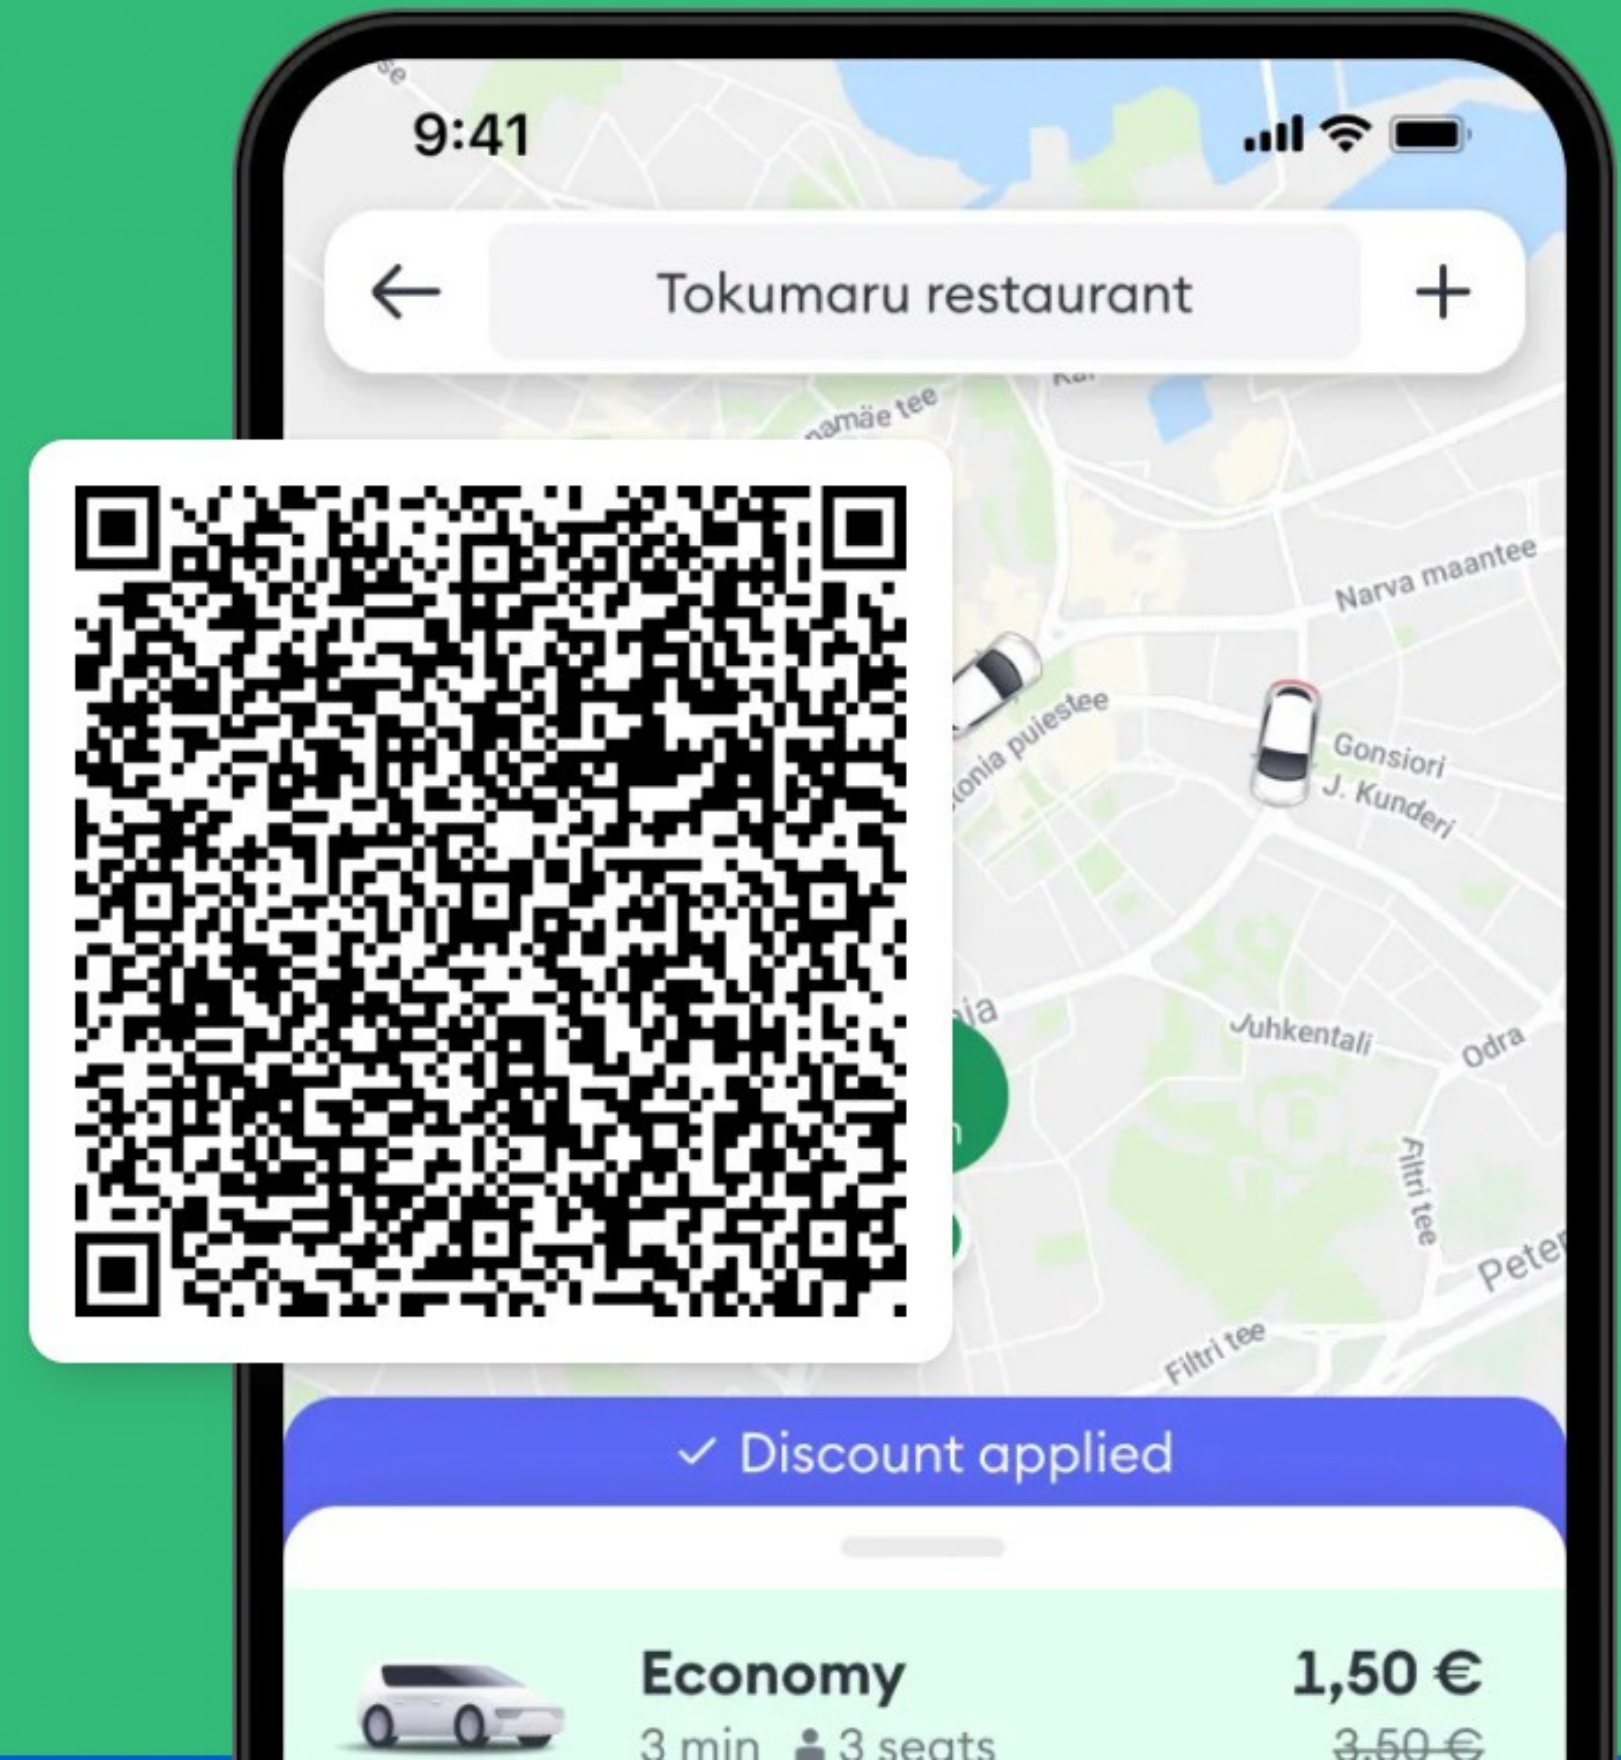 9:41
Tokumaru restaurant
Narva maantee
Gonsiori
J. Kunderi
Juhkentali
Odra
Filtri tee
Filtri tee
✓ Discount applied
Economy
1,50 €
3 min 3 seats
3,50 €